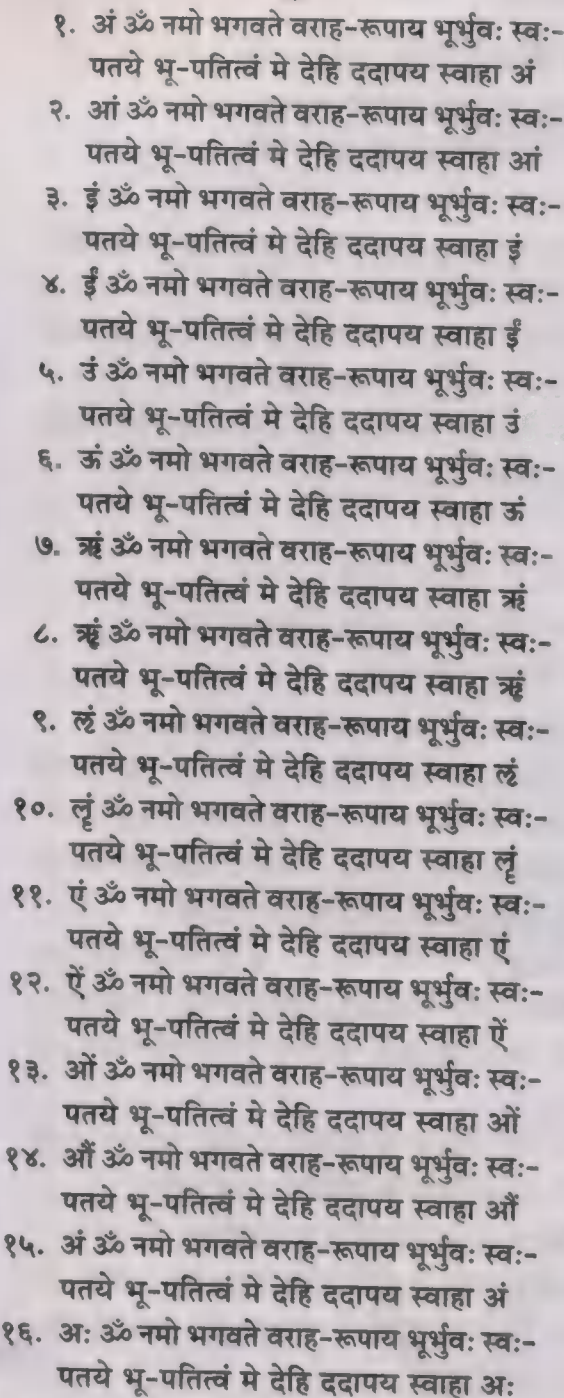 १. अं ॐ नमो भगवते वराह-रूपाय भूर्भुवः स्वः-
पतये भू-पतित्वं मे देहि ददापय स्वाहा अं
२. आं ॐ नमो भगवते वराह-रूपाय भूर्भुवः स्वः-
पतये भू-पतित्वं मे देहि ददापय स्वाहा आं
३. इं ॐ नमो भगवते वराह-रूपाय भूर्भुवः स्वः-
पतये भू-पतित्वं मे देहि ददापय स्वाहा इं
४. ईं ॐ नमो भगवते वराह-रूपाय भूर्भुवः स्वः-
पतये भू-पतित्वं मे देहि ददापय स्वाहा ईं
५. उं ॐ नमो भगवते वराह-रूपाय भूर्भुवः स्वः-
पतये भू-पतित्वं मे देहि ददापय स्वाहा उं
६. ऊं ॐ नमो भगवते वराह-रूपाय भूर्भुवः स्वः-
पतये भू-पतित्वं मे देहि ददापय स्वाहा ऊं
७. ऋं ॐ नमो भगवते वराह-रूपाय भूर्भुवः स्वः-
पतये भू-पतित्वं मे देहि ददापय स्वाहा ऋं
८. ॠं ॐ नमो भगवते वराह-रूपाय भूर्भुवः स्वः-
पतये भू-पतित्वं मे देहि ददापय स्वाहा ॠं
९. ऌं ॐ नमो भगवते वराह-रूपाय भूर्भुवः स्वः-
पतये भू-पतित्वं मे देहि ददापय स्वाहा ऌं
१०. ॡं ॐ नमो भगवते वराह-रूपाय भूर्भुवः स्वः-
पतये भू-पतित्वं मे देहि ददापय स्वाहा ॡं
११. एं ॐ नमो भगवते वराह-रूपाय भूर्भुवः स्वः-
पतये भू-पतित्वं मे देहि ददापय स्वाहा एं
१२. ऐं ॐ नमो भगवते वराह-रूपाय भूर्भुवः स्वः-
पतये भू-पतित्वं मे देहि ददापय स्वाहा ऐं
१३. ओं ॐ नमो भगवते वराह-रूपाय भूर्भुवः स्वः-
पतये भू-पतित्वं मे देहि ददापय स्वाहा ओं
१४. औं ॐ नमो भगवते वराह-रूपाय भूर्भुवः स्वः-
पतये भू-पतित्वं मे देहि ददापय स्वाहा औं
१५. अं ॐ नमो भगवते वराह-रूपाय भूर्भुवः स्वः-
पतये भू-पतित्वं मे देहि ददापय स्वाहा अं
१६. अः ॐ नमो भगवते वराह-रूपाय भूर्भुवः स्वः-
पतये भू-पतित्वं मे देहि ददापय स्वाहा अः